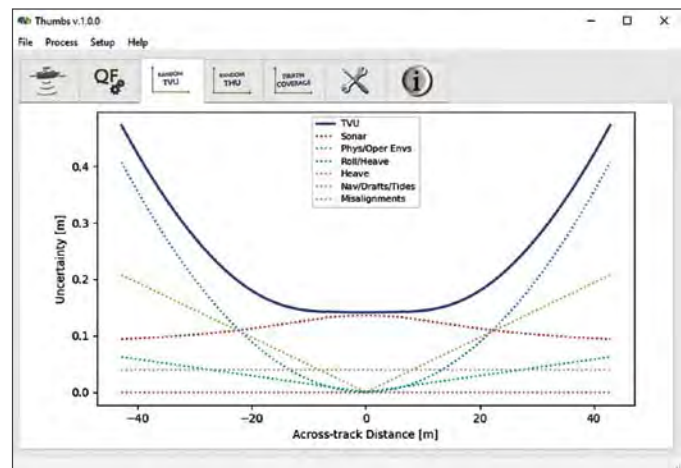 Thumbs v.1.0.0
File Process Setup Help
QF
RANDOM
TVU
RANDOM
THU
SWATH
COVERAGE
i
TVU
Sonar
Phys/Oper Envs
Roll/Heave
Heave
Nav/Drafts/Tides
Misalignments
Uncertainty [m]
0.4
0.3
0.2
0.1
0.0
−40 −20 0 20 40
Across-track Distance [m]